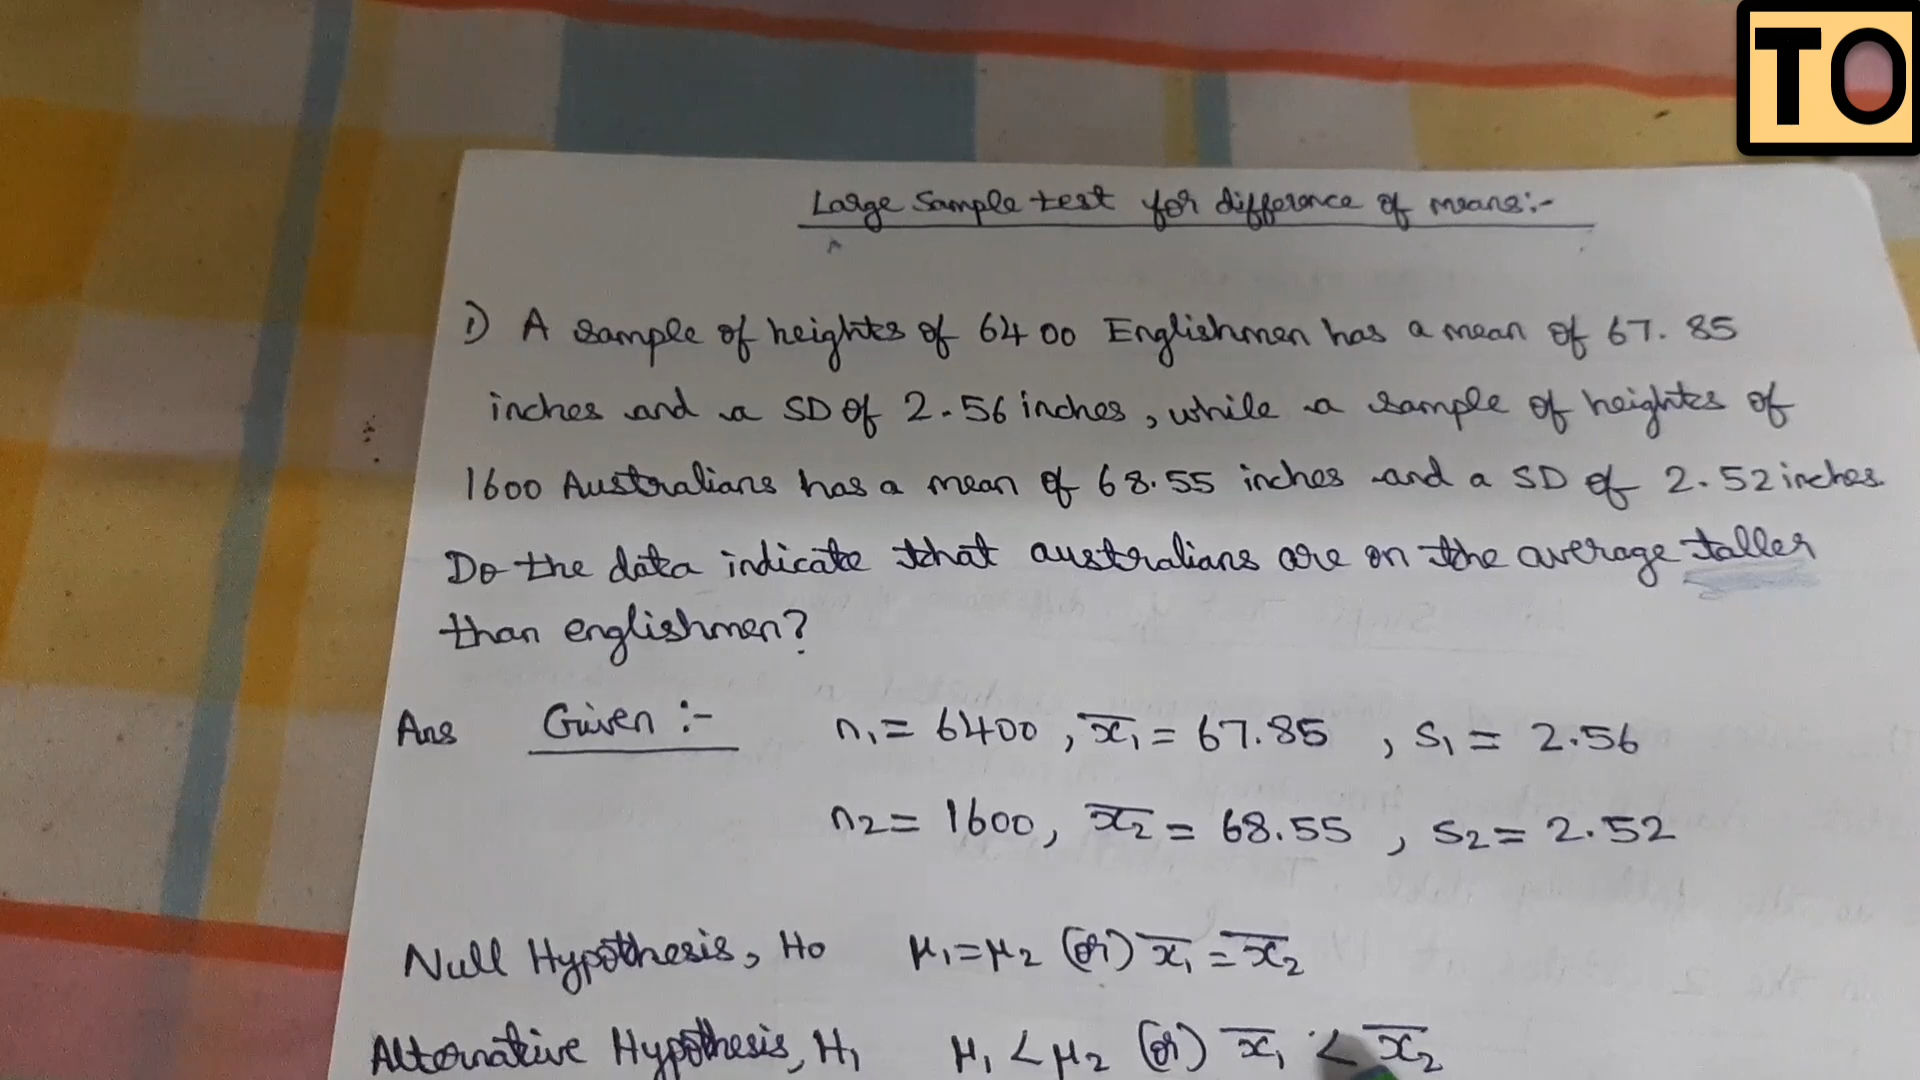 TO
Large Sample test for difference of means:-
1) A sample of heights of 6400 Englishmen has a mean of 67.85
inches and a SD of 2.56 inches, while a sample of heights of
1600 Australians has a mean of 68.55 inches and a SD of 2.52 inches.
Do the data indicate that australians are on the average taller
than englishmen?
Ans Given :- n₁ = 6400, x̄₁ = 67.85, s₁ = 2.56
n₂ = 1600, x̄₂ = 68.55, s₂ = 2.52
Null Hypothesis, H₀ μ₁ = μ₂ (or) x̄₁ = x̄₂
Alternative Hypothesis, H₁ μ₁ < μ₂ (or) x̄₁ < x̄₂